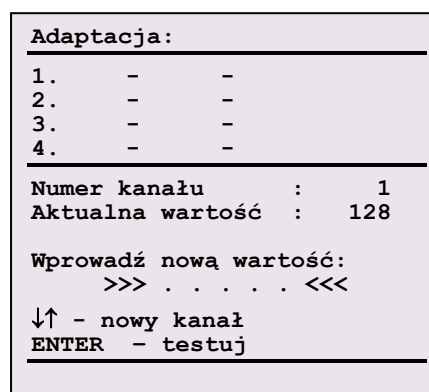 Adaptacja:
1. - -
2. - -
3. - -
4. - -
Numer kanału : 1
Aktualna wartość : 128
Wprowadź nową wartość:
>>> . . . . . <<<
↓↑ - nowy kanał
ENTER - testuj